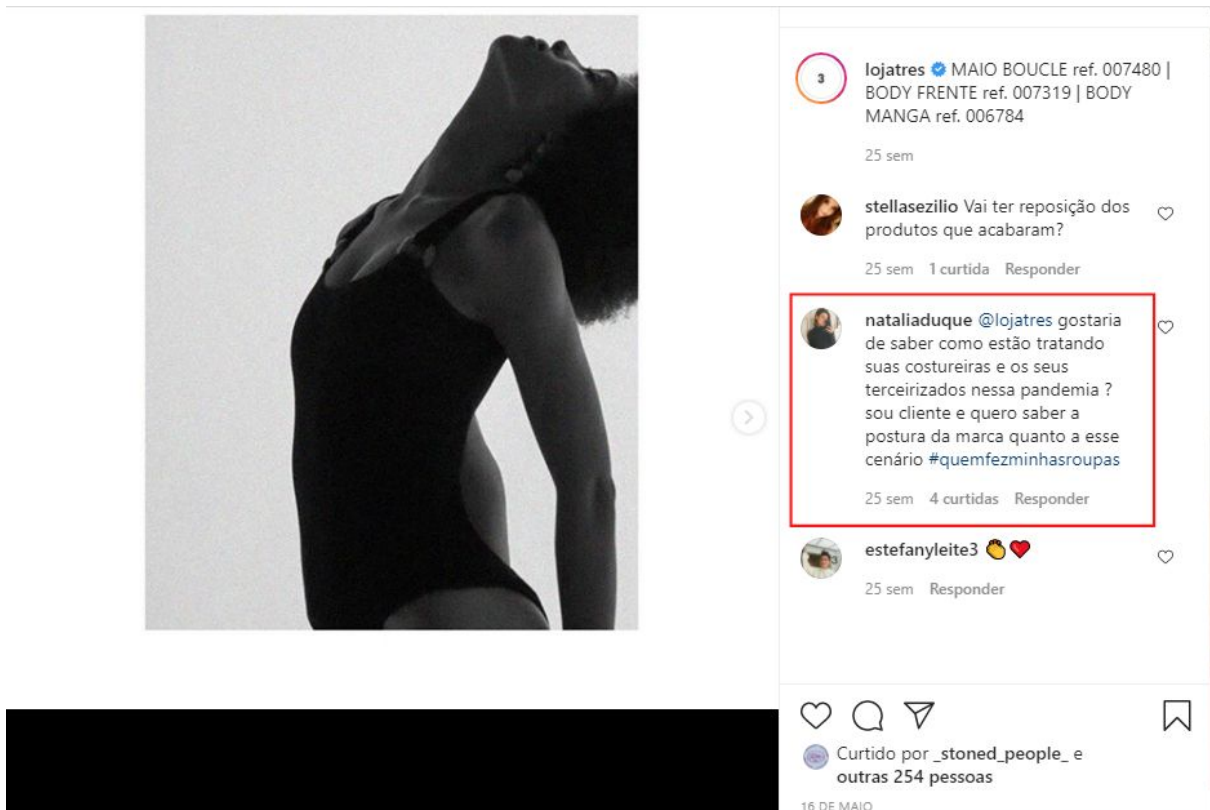 3
lojatres MAIO BOUCLE ref. 007480 |
BODY FRENTE ref. 007319 | BODY
MANGA ref. 006784
25 sem
stellasezilio Vai ter reposição dos
produtos que acabaram?
25 sem 1 curtida Responder
nataliaduque @lojatres gostaria
de saber como estão tratando
suas costureiras e os seus
terceirizados nessa pandemia ?
sou cliente e quero saber a
postura da marca quanto a esse
cenário #quemfezminhasroupas
25 sem 4 curtidas Responder
estefanyleite3 👏❤️
25 sem Responder
Curtido por _stoned_people_ e
outras 254 pessoas
16 DE MAIO